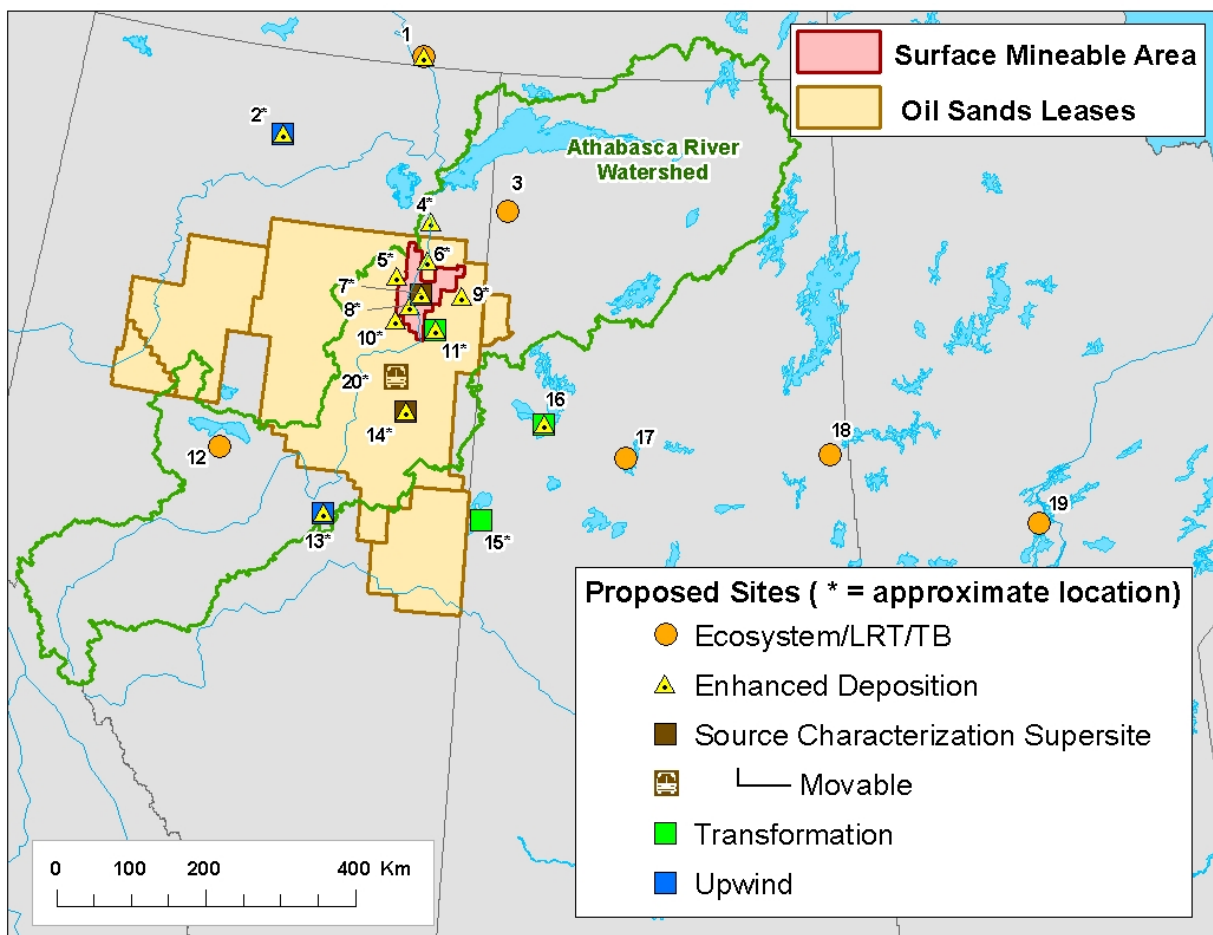 1
Surface Mineable Area
Oil Sands Leases
2*
Athabasca River
Watershed
3
4*
5*
6*
7*
8*
9*
10*
11*
20*
16
14*
12
17
18
13*
15*
19
Proposed Sites ( * = approximate location)
Ecosystem/LRT/TB
Enhanced Deposition
Source Characterization Supersite
Movable
Transformation
Upwind
0 100 200 400 Km